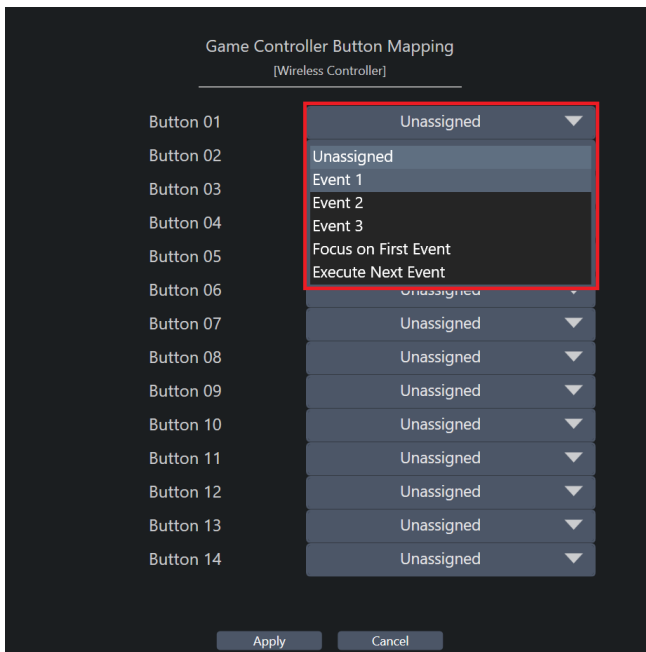 Game Controller Button Mapping
[Wireless Controller]
Button 01 Unassigned
Button 02 Unassigned
Button 03 Event 1
Event 2
Button 04 Event 3
Button 05 Focus on First Event
Execute Next Event
Button 06 Unassigned
Button 07 Unassigned
Button 08 Unassigned
Button 09 Unassigned
Button 10 Unassigned
Button 11 Unassigned
Button 12 Unassigned
Button 13 Unassigned
Button 14 Unassigned
Apply Cancel